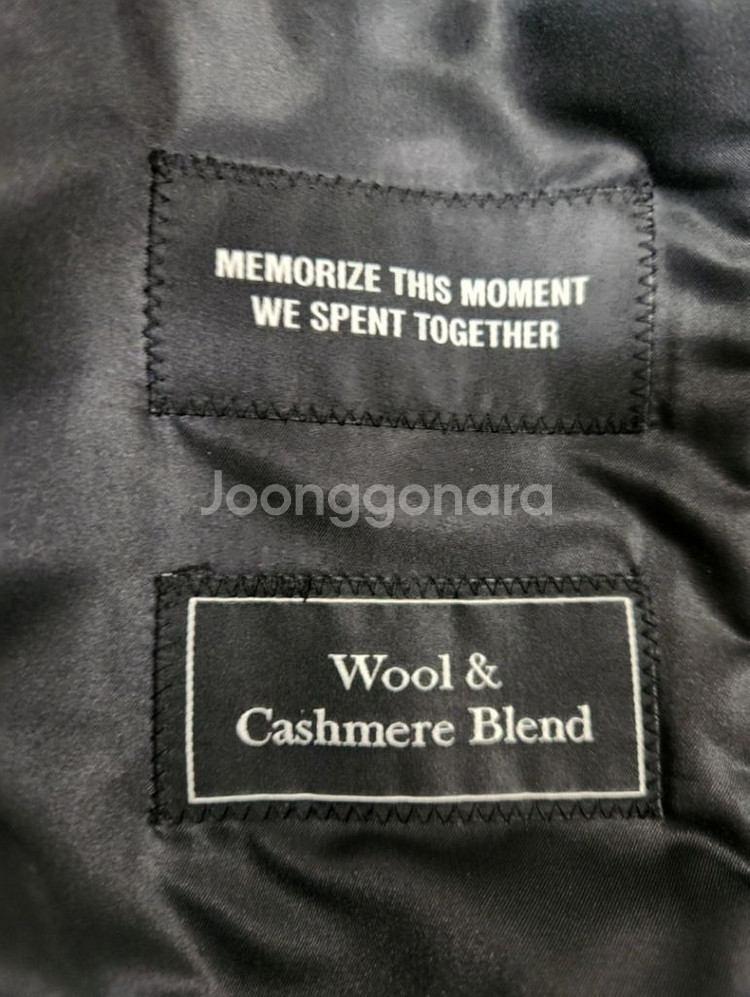 MEMORIZE THIS MOMENT
WE SPENT TOGETHER
Joonggonara
Wool &
Cashmere Blend